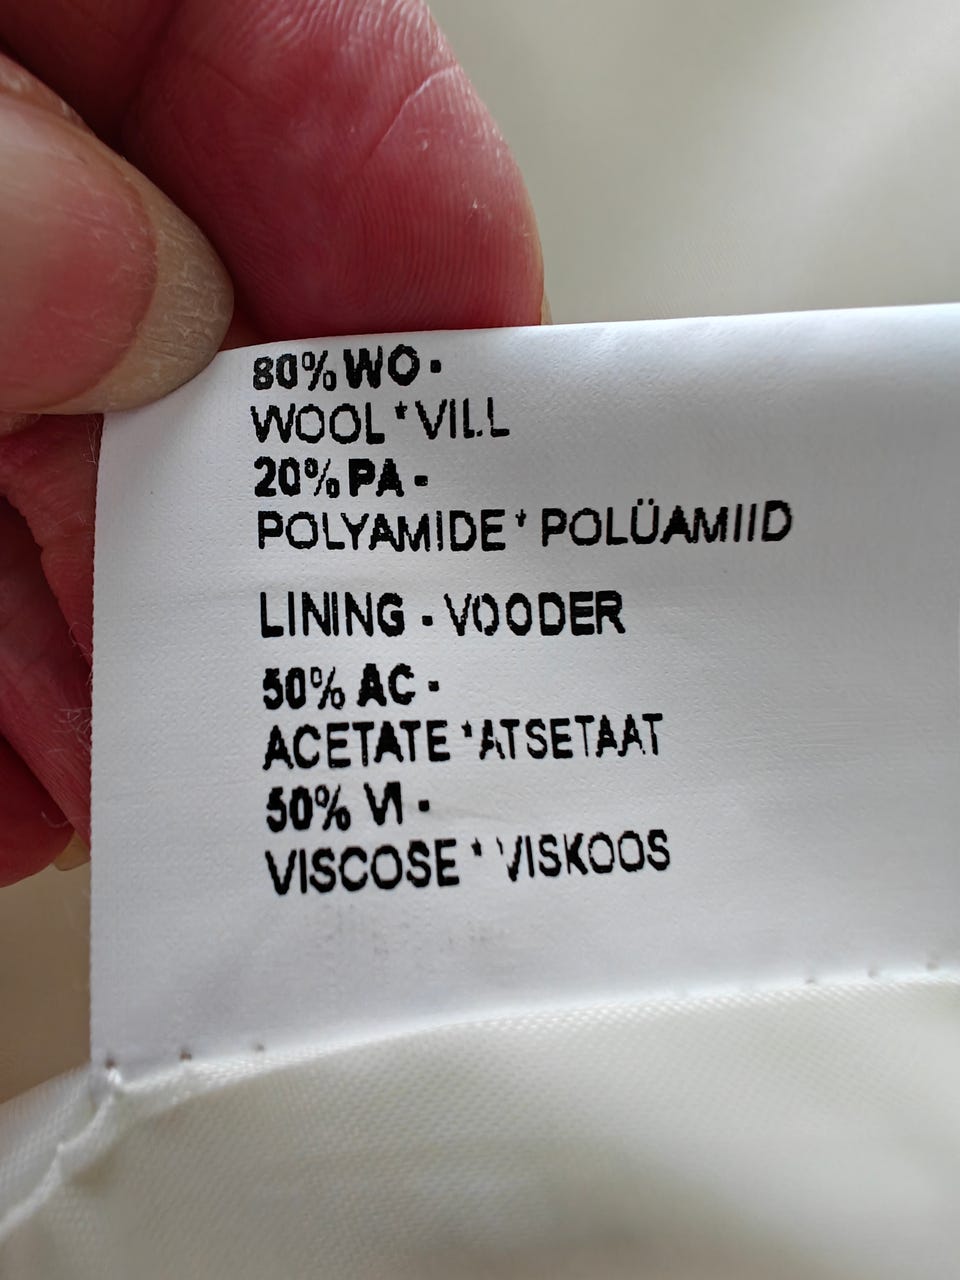 80% WO -
WOOL * VILL
20% PA -
POLYAMIDE * POLÜAMIID
LINING - VOODER
50% AC -
ACETATE * ATSETAAT
50% VI -
VISCOSE * VISKOOS